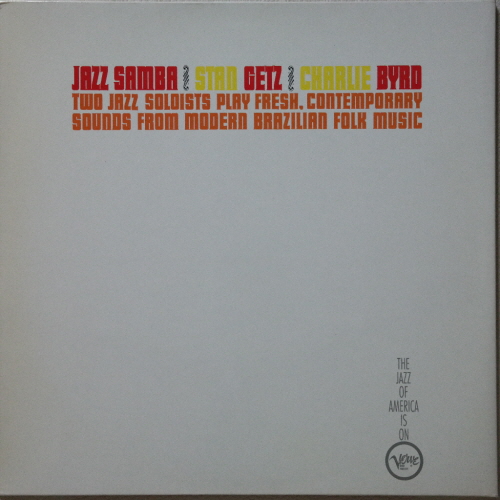 JAZZ SAMBA STAN GETZ CHARLIE BYRD
TWO JAZZ SOLOISTS PLAY FRESH, CONTEMPORARY
SOUNDS FROM MODERN BRAZILIAN FOLK MUSIC
THE
JAZZ
OF
AMERICA
IS
ON
Verve